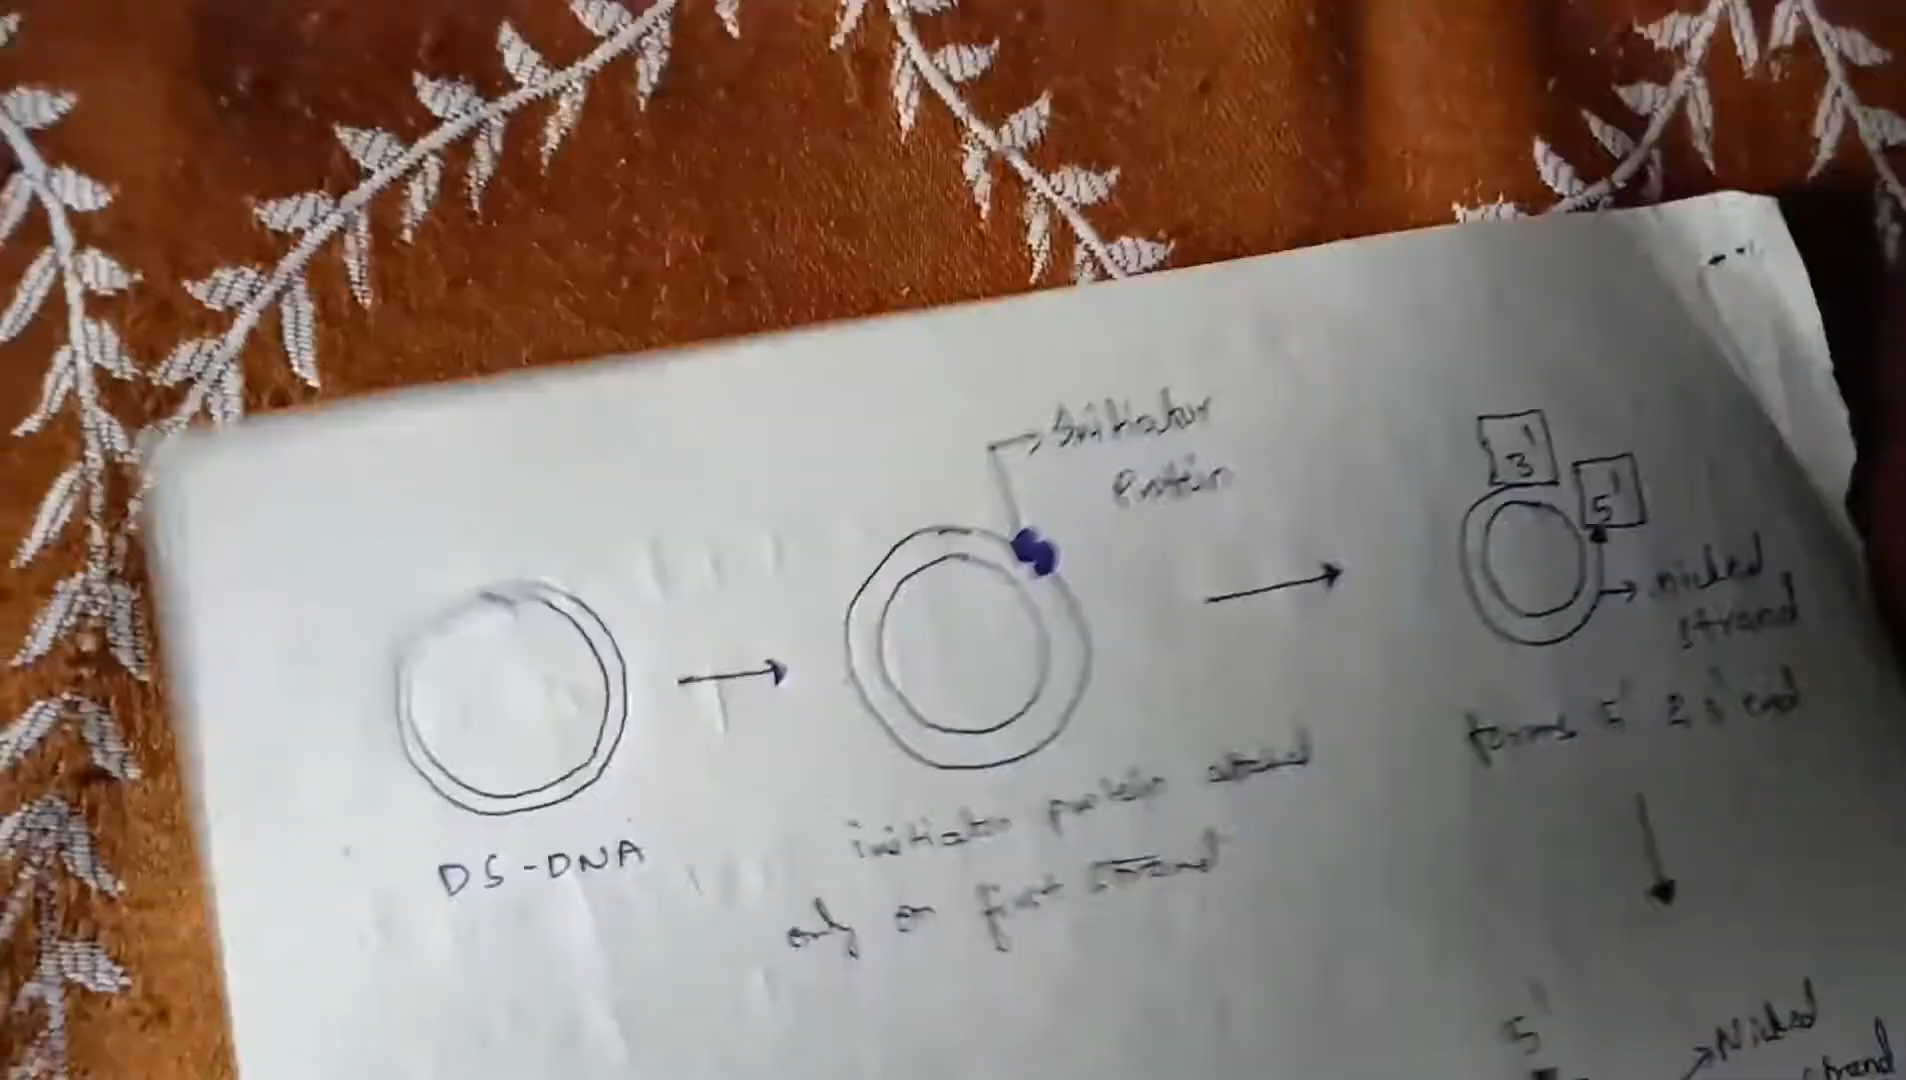 Initiator
Protein
3'
5'
nicked
strand
DS-DNA
initiator protein
only on first strand
forms 5' & 3' end
5'
Nicked
strand